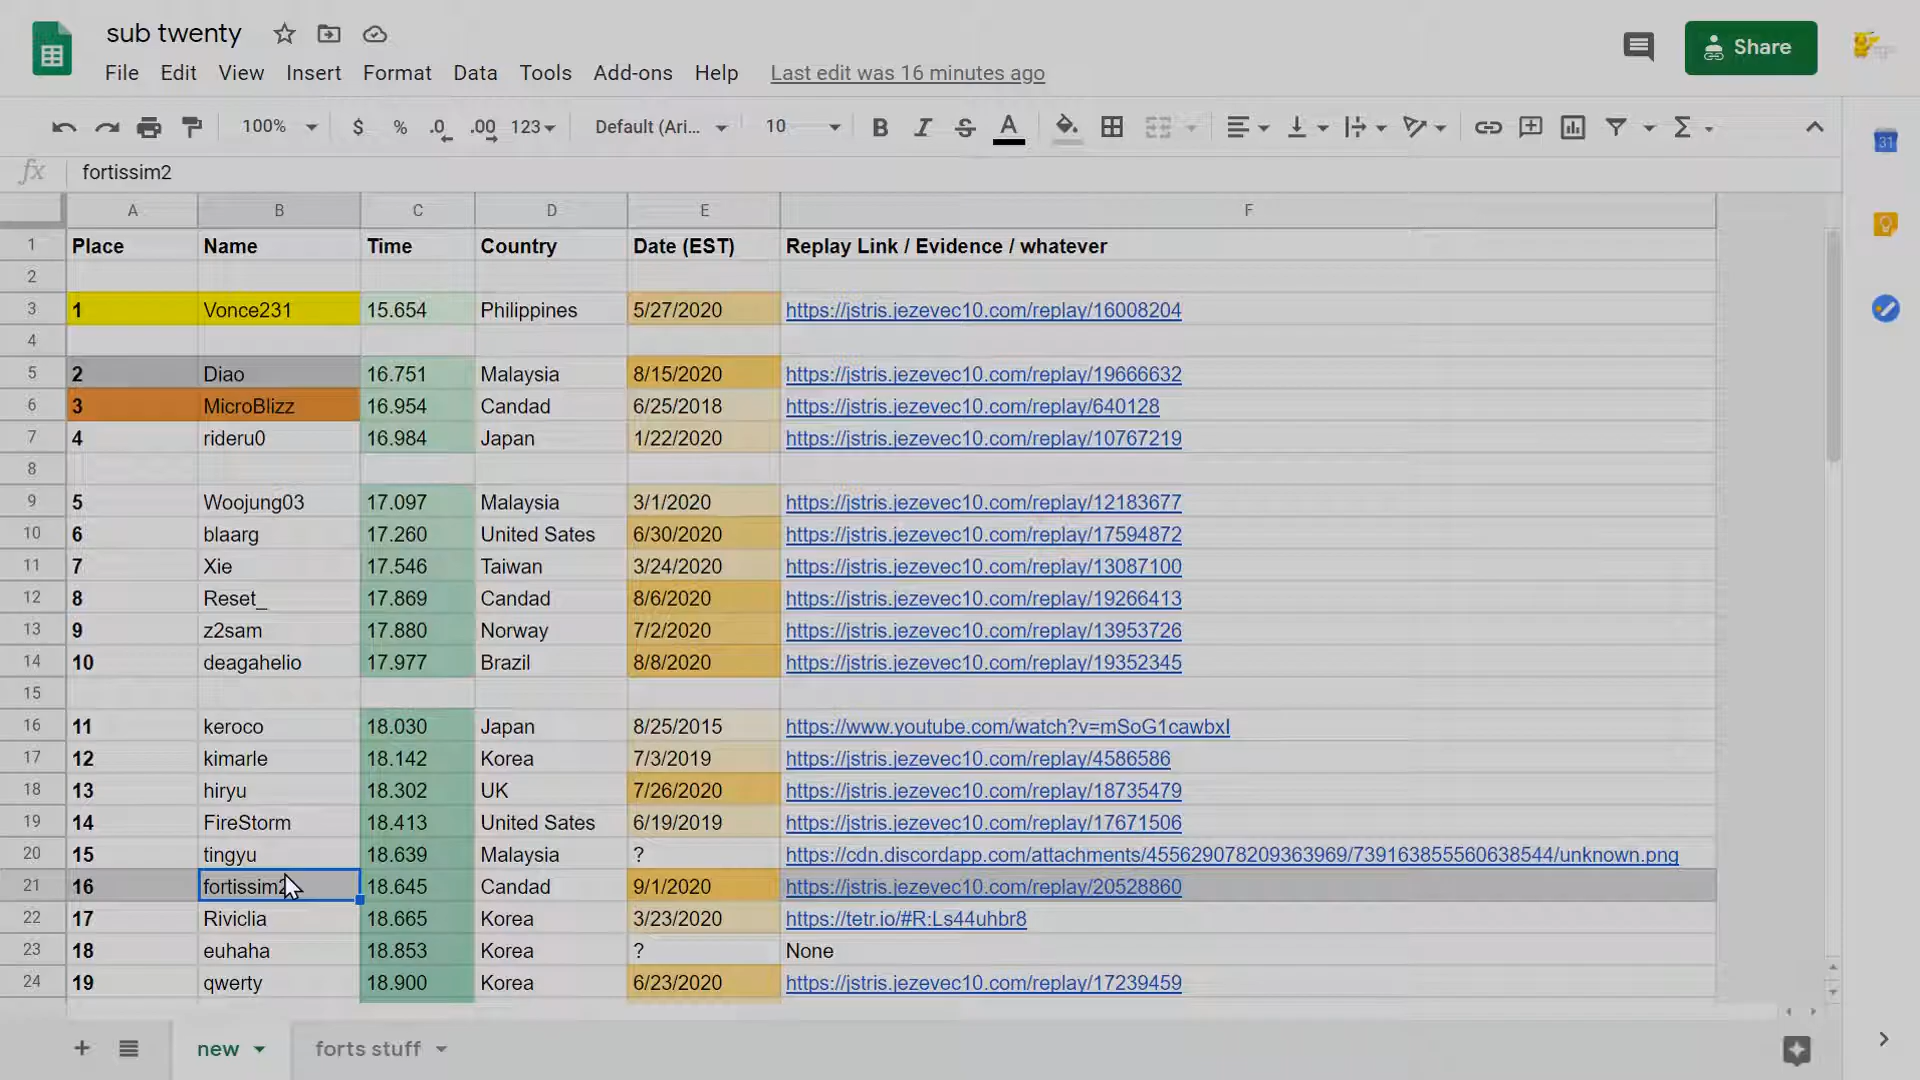 sub twenty
File Edit View Insert Format Data Tools Add-ons Help Last edit was 16 minutes ago
Share
100% $ % .0 .00 123 Default (Ari... 10 B I S A Σ
31
fx fortissim2
A B C D E F
1 Place Name Time Country Date (EST) Replay Link / Evidence / whatever
2
3 1 Vonce231 15.654 Philippines 5/27/2020 https://jstris.jezevec10.com/replay/16008204
4
5 2 Diao 16.751 Malaysia 8/15/2020 https://jstris.jezevec10.com/replay/19666632
6 3 MicroBlizz 16.954 Candad 6/25/2018 https://jstris.jezevec10.com/replay/640128
7 4 rideru0 16.984 Japan 1/22/2020 https://jstris.jezevec10.com/replay/10767219
8
9 5 Woojung03 17.097 Malaysia 3/1/2020 https://jstris.jezevec10.com/replay/12183677
10 6 blaarg 17.260 United Sates 6/30/2020 https://jstris.jezevec10.com/replay/17594872
11 7 Xie 17.546 Taiwan 3/24/2020 https://jstris.jezevec10.com/replay/13087100
12 8 Reset_ 17.869 Candad 8/6/2020 https://jstris.jezevec10.com/replay/19266413
13 9 z2sam 17.880 Norway 7/2/2020 https://jstris.jezevec10.com/replay/13953726
14 10 deagahelio 17.977 Brazil 8/8/2020 https://jstris.jezevec10.com/replay/19352345
15
16 11 keroco 18.030 Japan 8/25/2015 https://www.youtube.com/watch?v=mSoG1cawbxI
17 12 kimarle 18.142 Korea 7/3/2019 https://jstris.jezevec10.com/replay/4586586
18 13 hiryu 18.302 UK 7/26/2020 https://jstris.jezevec10.com/replay/18735479
19 14 FireStorm 18.413 United Sates 6/19/2019 https://jstris.jezevec10.com/replay/17671506
20 15 tingyu 18.639 Malaysia ? https://cdn.discordapp.com/attachments/455629078209363969/739163855560638544/unknown.png
21 16 fortissim2 18.645 Candad 9/1/2020 https://jstris.jezevec10.com/replay/20528860
22 17 Riviclia 18.665 Korea 3/23/2020 https://tetr.io/#R:Ls44uhbr8
23 18 euhaha 18.853 Korea ? None
24 19 qwerty 18.900 Korea 6/23/2020 https://jstris.jezevec10.com/replay/17239459
+ new forts stuff